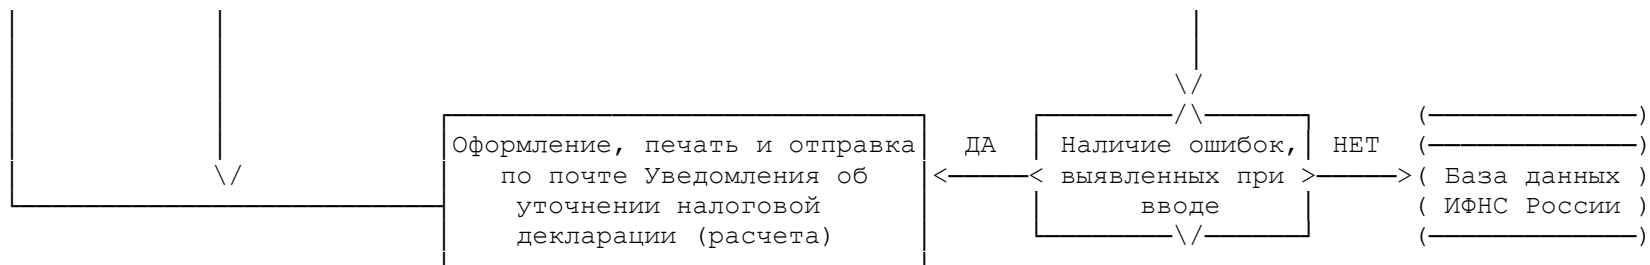 Оформление, печать и отправка
по почте Уведомления об
уточнении налоговой
декларации (расчета)
ДА
Наличие ошибок,
выявленных при
вводе
НЕТ
База данных
ИФНС России